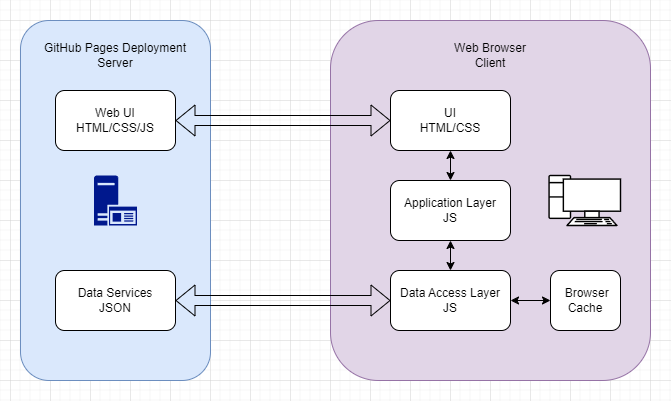 GitHub Pages Deployment
Server
Web UI
HTML/CSS/JS
Data Services
JSON
Web Browser
Client
UI
HTML/CSS
Application Layer
JS
Data Access Layer
JS
Browser
Cache